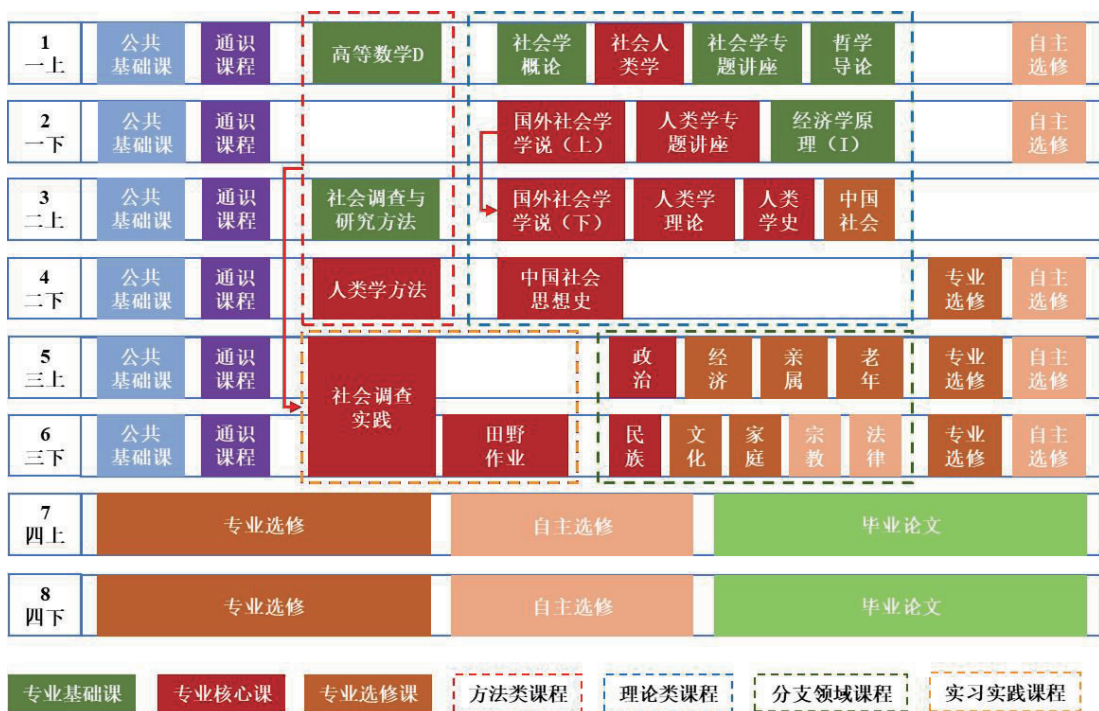 1
一上
公共
基础课
通识
课程
高等数学D
社会学
概论
社会人
类学
社会学专
题讲座
哲学
导论
自主
选修
2
一下
公共
基础课
通识
课程
国外社会学
学说（上）
人类学专
题讲座
经济学原
理（I）
自主
选修
3
二上
公共
基础课
通识
课程
社会调查与
研究方法
国外社会学
学说（下）
人类学
理论
人类
学史
中国
社会
4
二下
公共
基础课
通识
课程
人类学方法
中国社会
思想史
专业
选修
自主
选修
5
三上
公共
基础课
通识
课程
社会调查
实践
政
治
经
济
亲
属
老
年
专业
选修
自主
选修
6
三下
公共
基础课
通识
课程
田野
作业
民
族
文
化
家
庭
宗
教
法
律
专业
选修
自主
选修
7
四上
专业选修
自主选修
毕业论文
8
四下
专业选修
自主选修
毕业论文
专业基础课
专业核心课
专业选修课
方法类课程
理论类课程
分支领域课程
实习实践课程